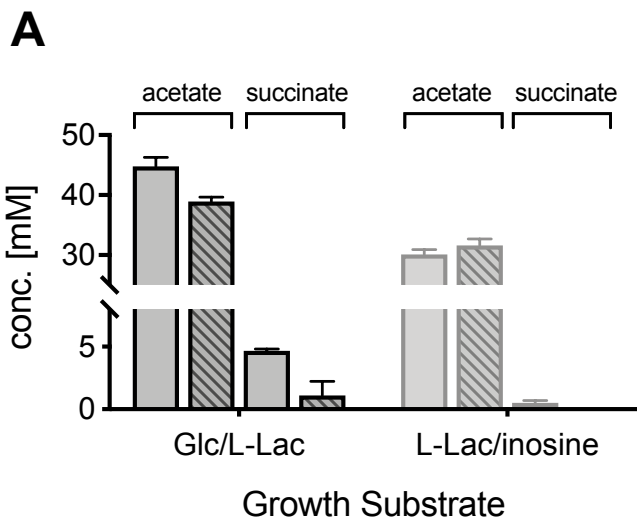 A
acetate succinate acetate succinate
50
40
30
5
0
conc. [mM]
Glc/L-Lac L-Lac/inosine
Growth Substrate